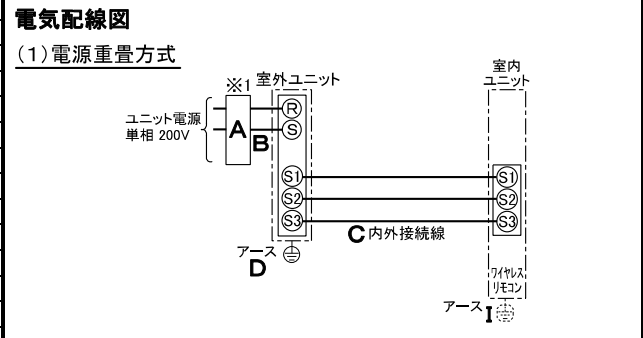 電気配線図
(1)電源重畳方式
※1
室外ユニット
室内
ユニット
ユニット電源
単相 200V
A
B
R
S
S1
S2
S3
S1
S2
S3
C 内外接続線
アース
D
ワイヤレス
リモコン
アース I